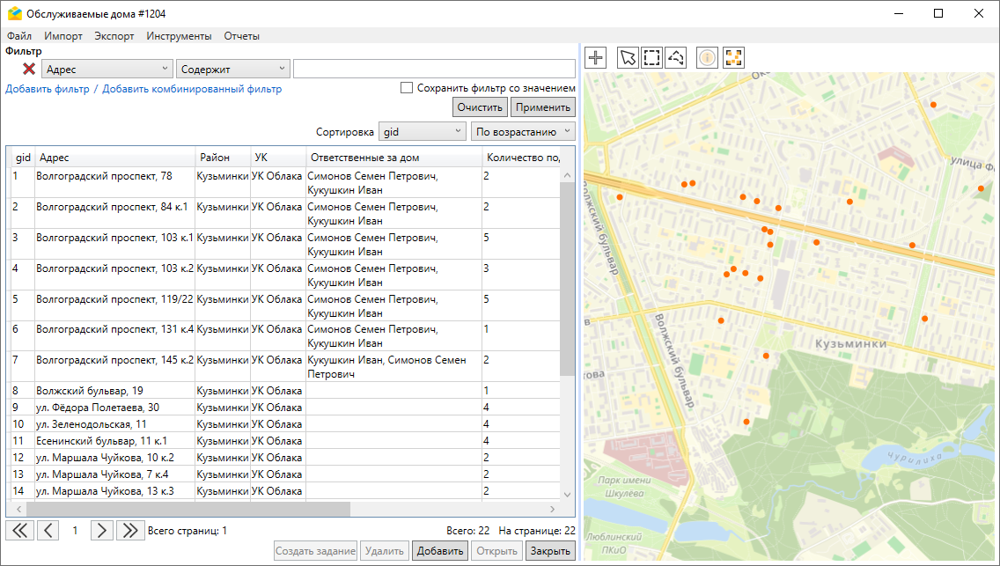 Обслуживаемые дома #1204
Файл Импорт Экспорт Инструменты Отчеты
Фильтр
Адрес Содержит
Добавить фильтр / Добавить комбинированный фильтр
Сохранить фильтр со значением
Очистить Применить
Сортировка gid По возрастанию
gid Адрес Район УК Ответственные за дом Количество под
1 Волгоградский проспект, 78 Кузьминки УК Облака Симонов Семен Петрович, 2
Кукушкин Иван
2 Волгоградский проспект, 84 к.1 Кузьминки УК Облака Симонов Семен Петрович, 2
Кукушкин Иван
3 Волгоградский проспект, 103 к.1 Кузьминки УК Облака Симонов Семен Петрович, 5
Кукушкин Иван
4 Волгоградский проспект, 103 к.2 Кузьминки УК Облака Симонов Семен Петрович, 3
Кукушкин Иван
5 Волгоградский проспект, 119/22 Кузьминки УК Облака Симонов Семен Петрович, 5
Кукушкин Иван
6 Волгоградский проспект, 131 к.4 Кузьминки УК Облака Симонов Семен Петрович, 1
Кукушкин Иван
7 Волгоградский проспект, 145 к.2 Кузьминки УК Облака Кукушкин Иван, Симонов Семен 2
Петрович
8 Волжский бульвар, 19 Кузьминки УК Облака 1
9 ул. Фёдора Полетаева, 30 Кузьминки УК Облака 4
10 ул. Зеленодольская, 11 Кузьминки УК Облака 4
11 Есенинский бульвар, 11 к.1 Кузьминки УК Облака 4
12 ул. Маршала Чуйкова, 10 к.2 Кузьминки УК Облака 2
13 ул. Маршала Чуйкова, 7 к.4 Кузьминки УК Облака 2
14 ул. Маршала Чуйкова, 13 к.3 Кузьминки УК Облака 2
1 Всего страниц: 1 Всего: 22 На странице: 22
Создать задание Удалить Добавить Открыть Закрыть
Ок
улица Ф
Волжский бульвар
Волжский бульвар
в
Кузьминки
това
Чурилиха
Парк имени
Шкулёва
Люблинский
ПКиО